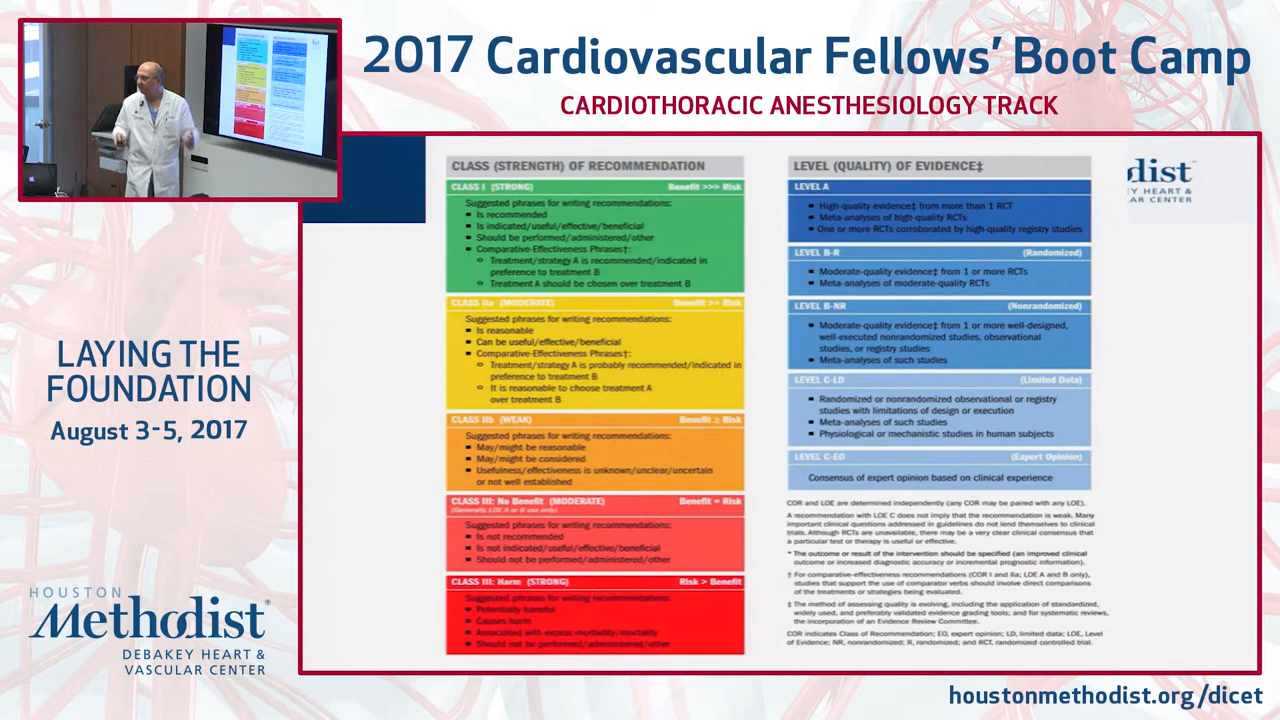 2017 Cardiovascular Fellows' Boot Camp
CARDIOTHORACIC ANESTHESIOLOGY TRACK
LAYING THE
FOUNDATION
August 3-5, 2017
HOUSTON
Methodist®
DEBAKEY HEART &
VASCULAR CENTER
CLASS (STRENGTH) OF RECOMMENDATION
CLASS I (STRONG) Benefit >>> Risk
Suggested phrases for writing recommendations:
▪ Is recommended
▪ Is indicated/useful/effective/beneficial
▪ Should be performed/administered/other
▪ Comparative-Effectiveness Phrases†:
○ Treatment/strategy A is recommended/indicated in
preference to treatment B
○ Treatment A should be chosen over treatment B
CLASS IIa (MODERATE) Benefit >> Risk
Suggested phrases for writing recommendations:
▪ Is reasonable
▪ Can be useful/effective/beneficial
▪ Comparative-Effectiveness Phrases†:
○ Treatment/strategy A is probably recommended/indicated in
preference to treatment B
○ It is reasonable to choose treatment A
over treatment B
CLASS IIb (WEAK) Benefit ≥ Risk
Suggested phrases for writing recommendations:
▪ May/might be reasonable
▪ May/might be considered
▪ Usefulness/effectiveness is unknown/unclear/uncertain
or not well established
CLASS III: No Benefit (MODERATE) Benefit = Risk
(Generally, LOE A or B use only)
Suggested phrases for writing recommendations:
▪ Is not recommended
▪ Is not indicated/useful/effective/beneficial
▪ Should not be performed/administered/other
CLASS III: Harm (STRONG) Risk > Benefit
Suggested phrases for writing recommendations:
▪ Potentially harmful
▪ Causes harm
▪ Associated with excess morbidity/mortality
▪ Should not be performed/administered/other
LEVEL (QUALITY) OF EVIDENCE‡
LEVEL A
▪ High-quality evidence‡ from more than 1 RCT
▪ Meta-analyses of high-quality RCTs
▪ One or more RCTs corroborated by high-quality registry studies
LEVEL B-R (Randomized)
▪ Moderate-quality evidence‡ from 1 or more RCTs
▪ Meta-analyses of moderate-quality RCTs
LEVEL B-NR (Nonrandomized)
▪ Moderate-quality evidence‡ from 1 or more well-designed,
well-executed nonrandomized studies, observational
studies, or registry studies
▪ Meta-analyses of such studies
LEVEL C-LD (Limited Data)
▪ Randomized or nonrandomized observational or registry
studies with limitations of design or execution
▪ Meta-analyses of such studies
▪ Physiological or mechanistic studies in human subjects
LEVEL C-EO (Expert Opinion)
Consensus of expert opinion based on clinical experience
COR and LOE are determined independently (any COR may be paired with any LOE).
A recommendation with LOE C does not imply that the recommendation is weak. Many
important clinical questions addressed in guidelines do not lend themselves to clinical
trials. Although RCTs are unavailable, there may be a very clear clinical consensus that
a particular test or therapy is useful or effective.
* The outcome or result of the intervention should be specified (an improved clinical
outcome or increased diagnostic accuracy or incremental prognostic information).
† For comparative-effectiveness recommendations (COR I and IIa; LOE A and B only),
studies that support the use of comparator verbs should involve direct comparisons
of the treatments or strategies being evaluated.
‡ The method of assessing quality is evolving, including the application of standardized,
widely used, and preferably validated evidence grading tools; and for systematic reviews,
the incorporation of an Evidence Review Committee.
COR indicates Class of Recommendation; EO, expert opinion; LD, limited data; LOE, Level
of Evidence; NR, nonrandomized; R, randomized; and RCT, randomized controlled trial.
dist
EY HEART &
LAR CENTER
houstonmethodist.org/dicet